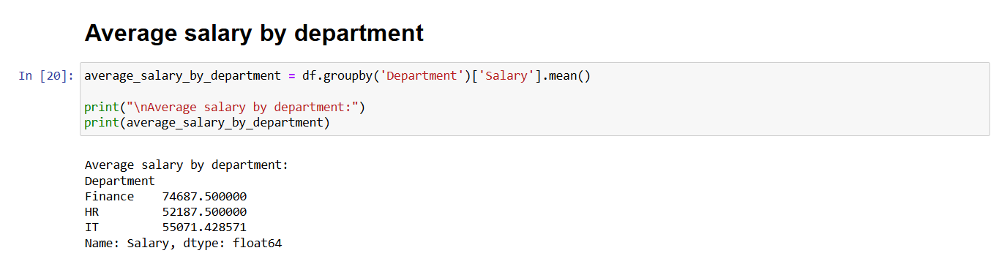 Average salary by department
In [20]: average_salary_by_department = df.groupby('Department')['Salary'].mean()
print("\nAverage salary by department:")
print(average_salary_by_department)
Average salary by department:
Department
Finance    74687.500000
HR         52187.500000
IT         55071.428571
Name: Salary, dtype: float64